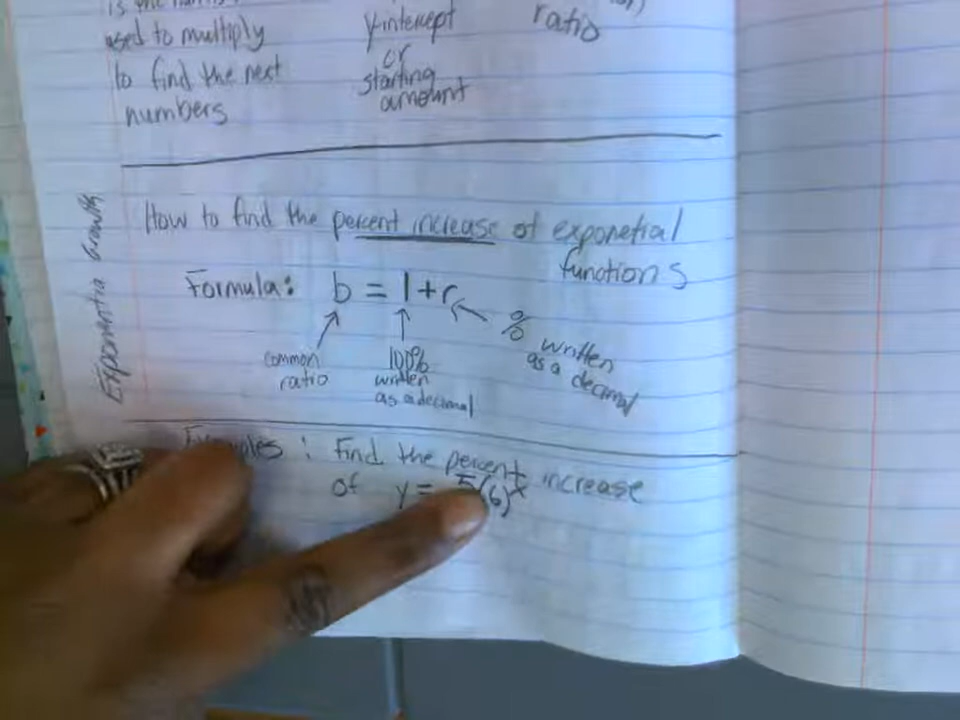 used to multiply
to find the next
numbers
y-intercept
or
starting
amount
ratio
Exponentia Growth
How to find the percent increase of exponetial
functions
Formula: b = 1+r
common
ratio
100%
written
as a decimal
% written
as a decimal
Examples : Find the percent increase
of y = 5(6)^x